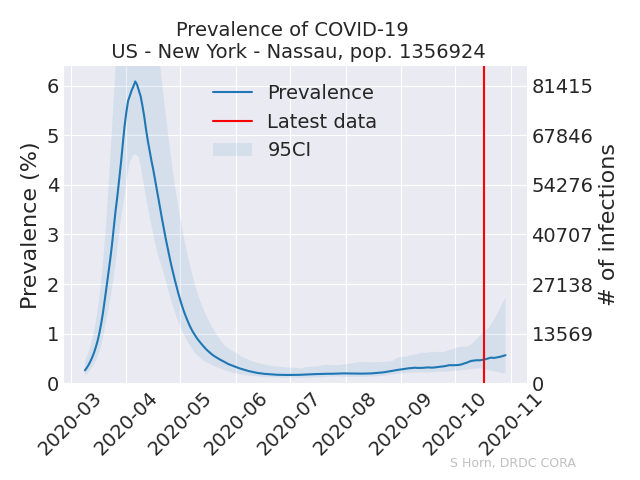 Prevalence of COVID-19
US - New York - Nassau, pop. 1356924
Prevalence
Latest data
95CI
Prevalence (%)
6
5
4
3
2
1
0
# of infections
81415
67846
54276
40707
27138
13569
0
2020-03
2020-04
2020-05
2020-06
2020-07
2020-08
2020-09
2020-10
2020-11
S Horn, DRDC CORA